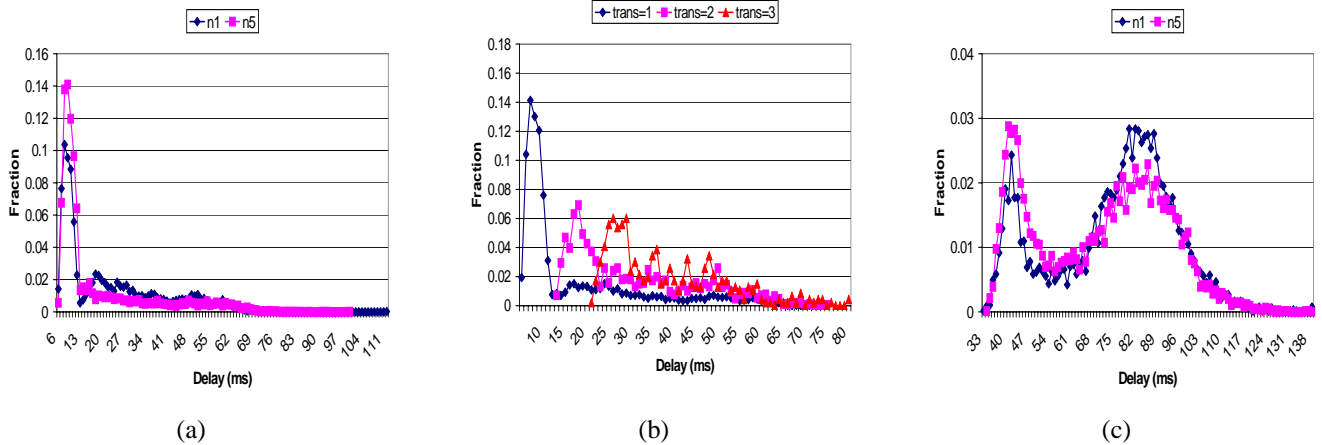 n1 n5
0.16
0.14
0.12
0.1
0.08
0.06
0.04
0.02
0
Fraction
6 13 20 27 34 41 48 55 62 69 76 83 90 97 104 111
Delay (ms)
(a)
trans=1 trans=2 trans=3
0.18
0.16
0.14
0.12
0.1
0.08
0.06
0.04
0.02
0
Fraction
10 15 20 25 30 35 40 45 50 55 60 65 70 75 80
Delay (ms)
(b)
n1 n5
0.04
0.03
0.02
0.01
0
Fraction
33 40 47 54 61 68 75 82 89 96 103 110 117 124 131 138
Delay (ms)
(c)